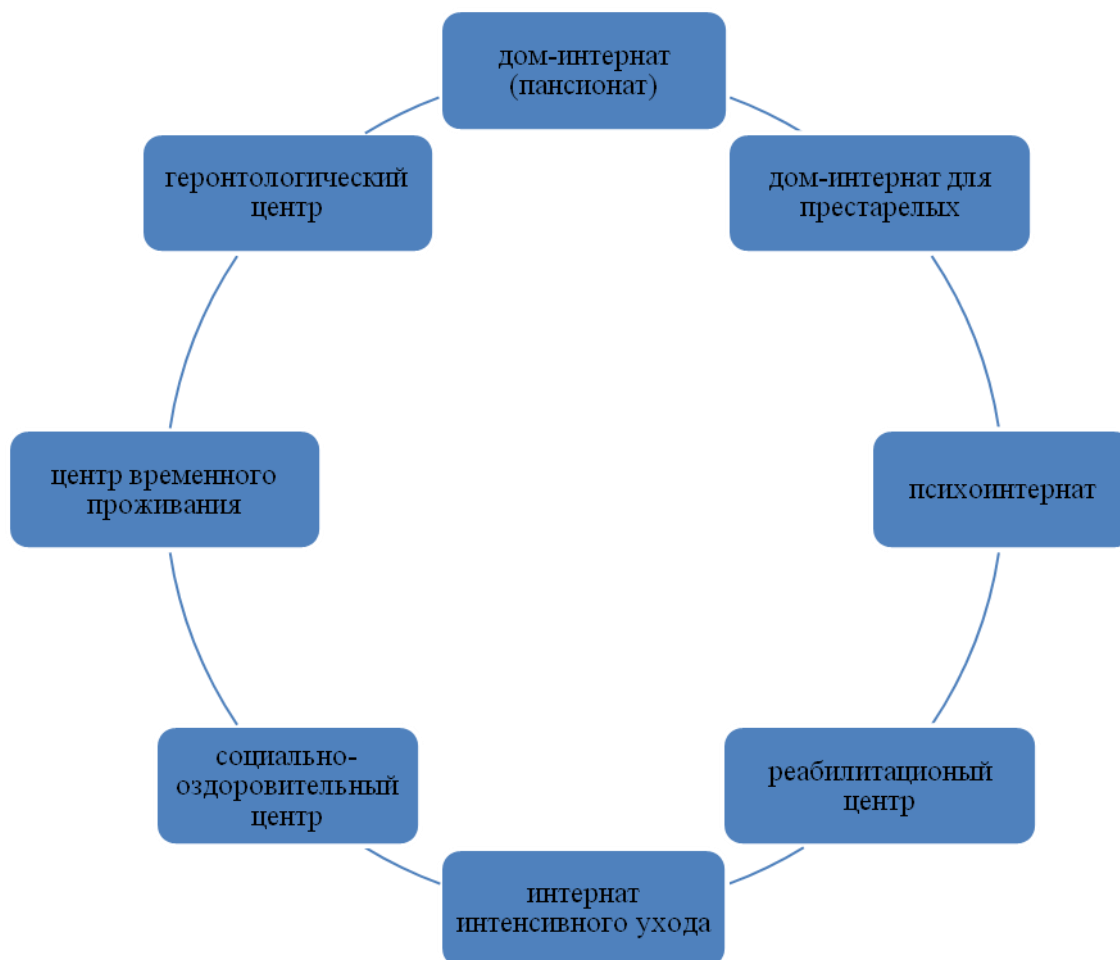 дом-интернат
(пансионат)
дом-интернат для
престарелых
психоинтернат
реабилитационый
центр
интернат
интенсивного ухода
социально-
оздоровительный
центр
центр временного
проживания
геронтологический
центр